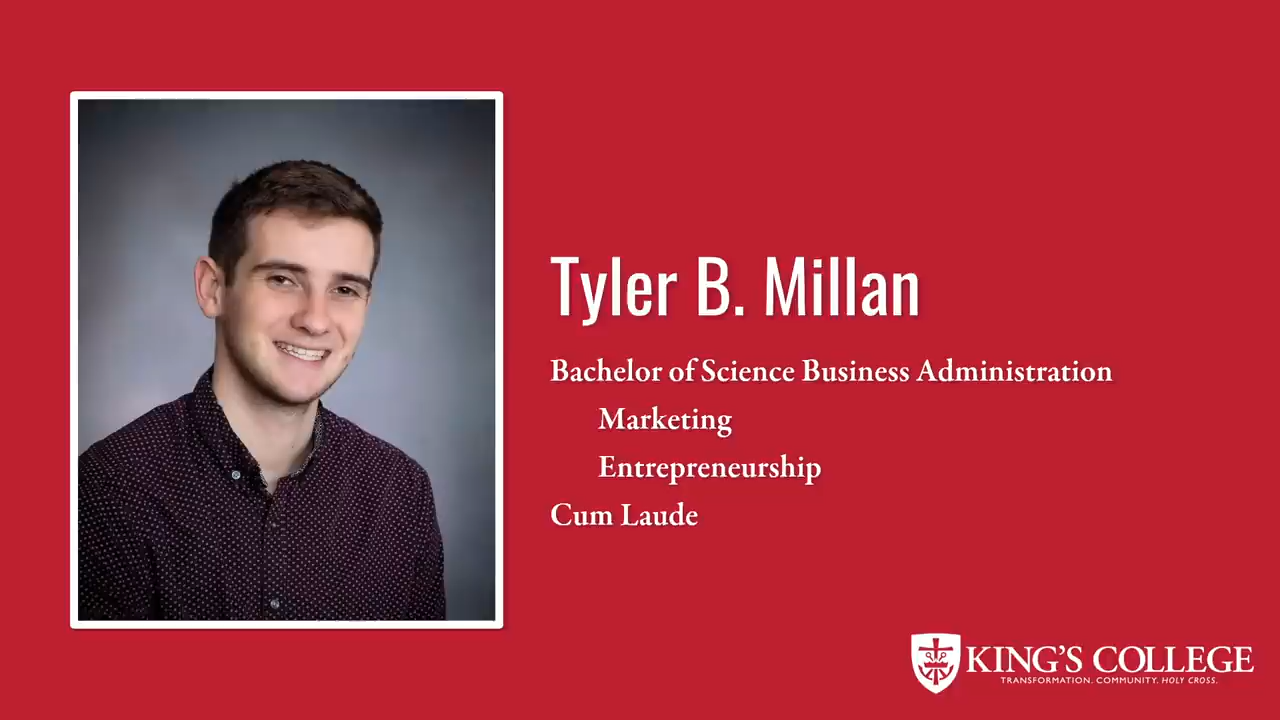 Tyler B. Millan
Bachelor of Science Business Administration
Marketing
Entrepreneurship
Cum Laude
KING'S COLLEGE
TRANSFORMATION. COMMUNITY. HOLY CROSS.